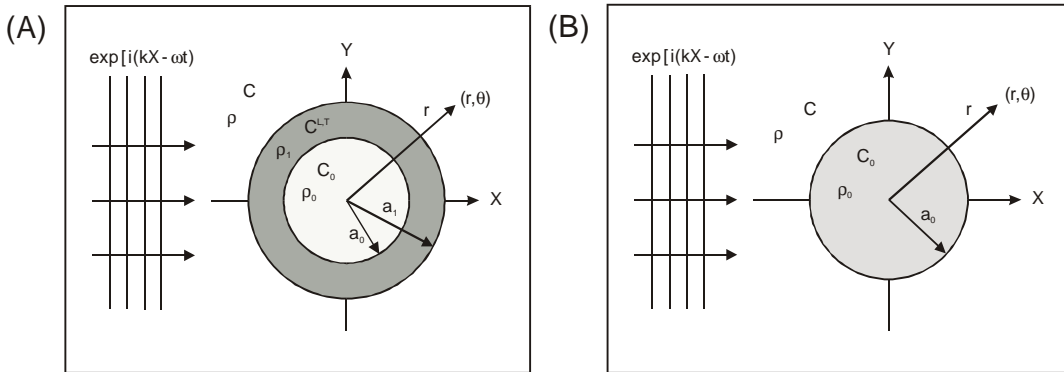 (A)
exp[i(kX - ωt)
Y
C
ρ
r
(r,θ)
C^{L,T}
ρ₁
C₀
ρ₀
X
a₁
a₀
(B)
exp[i(kX - ωt)
Y
C
ρ
r
(r,θ)
C₀
ρ₀
X
a₀